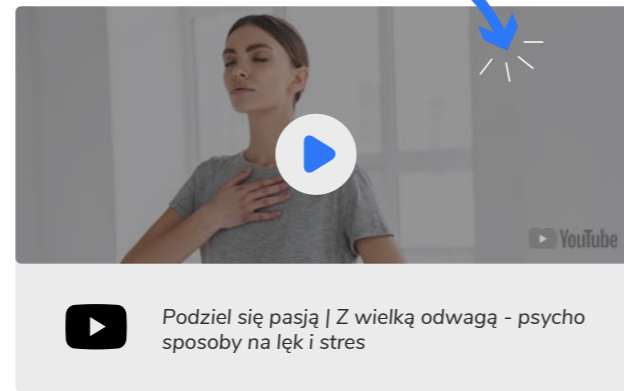 YouTube
Podziel się pasją | Z wielką odwagą - psycho
sposoby na lęk i stres